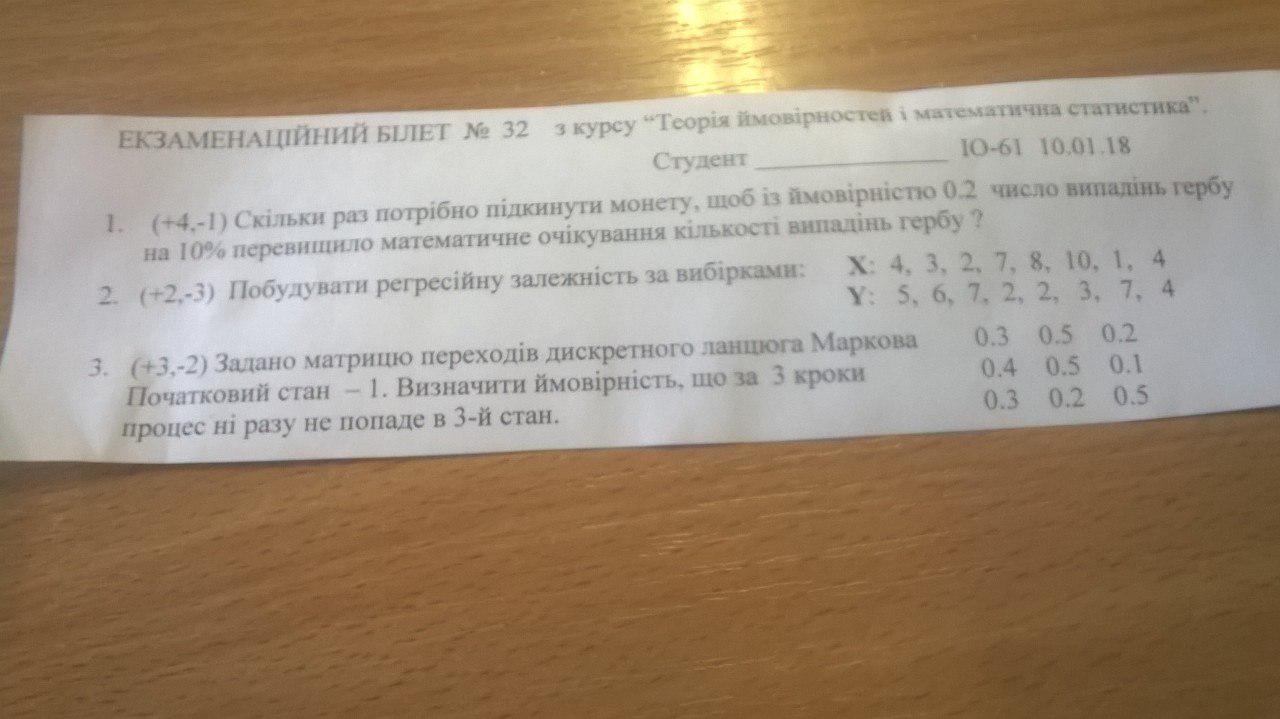 ЕКЗАМЕНАЦІЙНИЙ БІЛЕТ № 32 з курсу “Теорія ймовірностей і математична статистика”.
Студент _______________ ІО-61 10.01.18
1. (+4,-1) Скільки раз потрібно підкинути монету, щоб із ймовірністю 0.2 число випадінь гербу
на 10% перевищило математичне очікування кількості випадінь гербу ?
2. (+2,-3) Побудувати регресійну залежність за вибірками: X: 4, 3, 2, 7, 8, 10, 1, 4
Y: 5, 6, 7, 2, 2, 3, 7, 4
3. (+3,-2) Задано матрицю переходів дискретного ланцюга Маркова 0.3 0.5 0.2
Початковий стан – 1. Визначити ймовірність, що за 3 кроки 0.4 0.5 0.1
процес ні разу не попаде в 3-й стан. 0.3 0.2 0.5